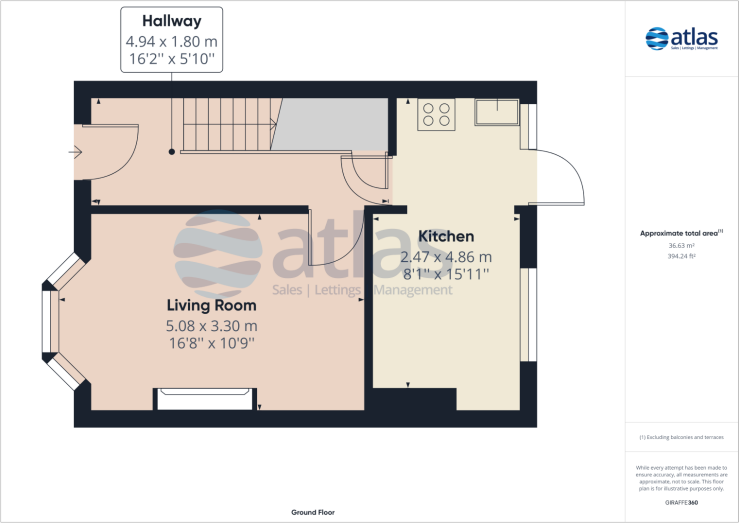 Hallway
4.94 x 1.80 m
16'2'' x 5'10''
atlas
Sales | Lettings | Management
Kitchen
2.47 x 4.86 m
8'1'' x 15'11''
Living Room
5.08 x 3.30 m
16'8'' x 10'9''
Ground Floor
atlas
Sales | Lettings | Management
Approximate total area(1)
36.63 m²
394.24 ft²
(1) Excluding balconies and terraces
While every attempt has been made to
ensure accuracy, all measurements are
approximate, not to scale. This floor
plan is for illustrative purposes only.
GIRAFFE360